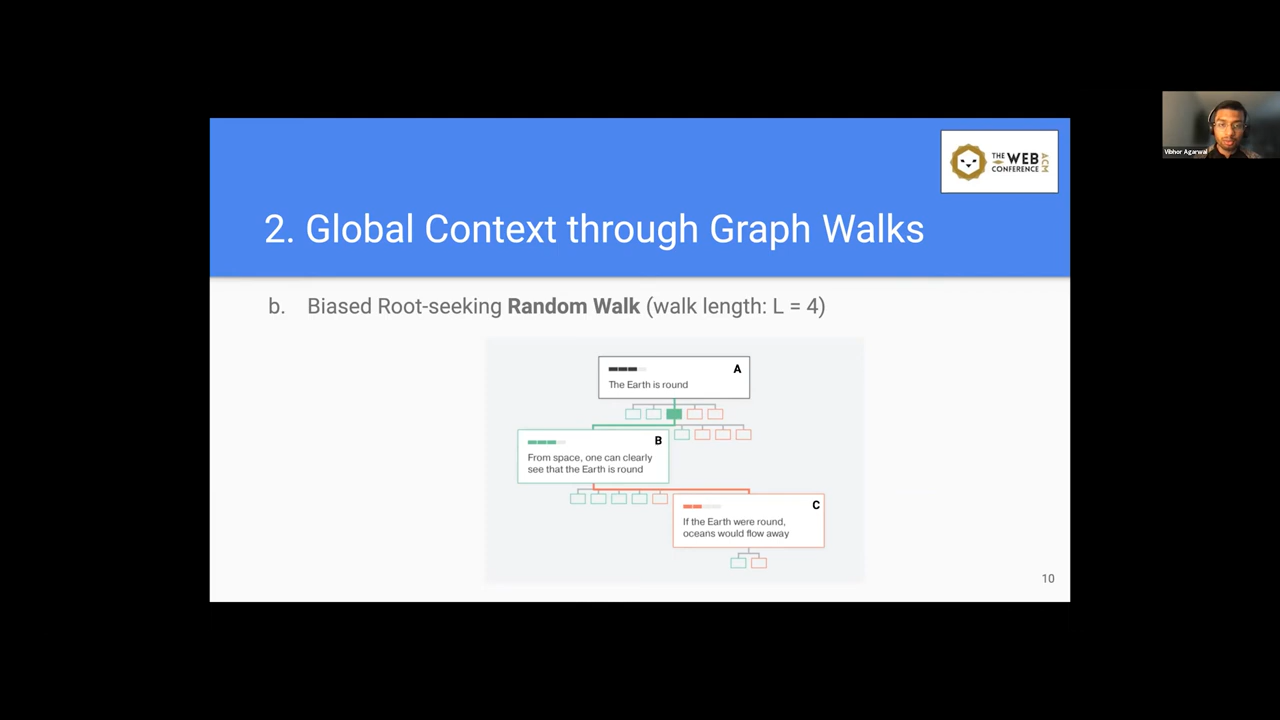 THE WEB
CONFERENCE
ACM
2. Global Context through Graph Walks
b. Biased Root-seeking Random Walk (walk length: L = 4)
A
The Earth is round
B
From space, one can clearly
see that the Earth is round
C
If the Earth were round,
oceans would flow away
10
Vibhor Agarwal